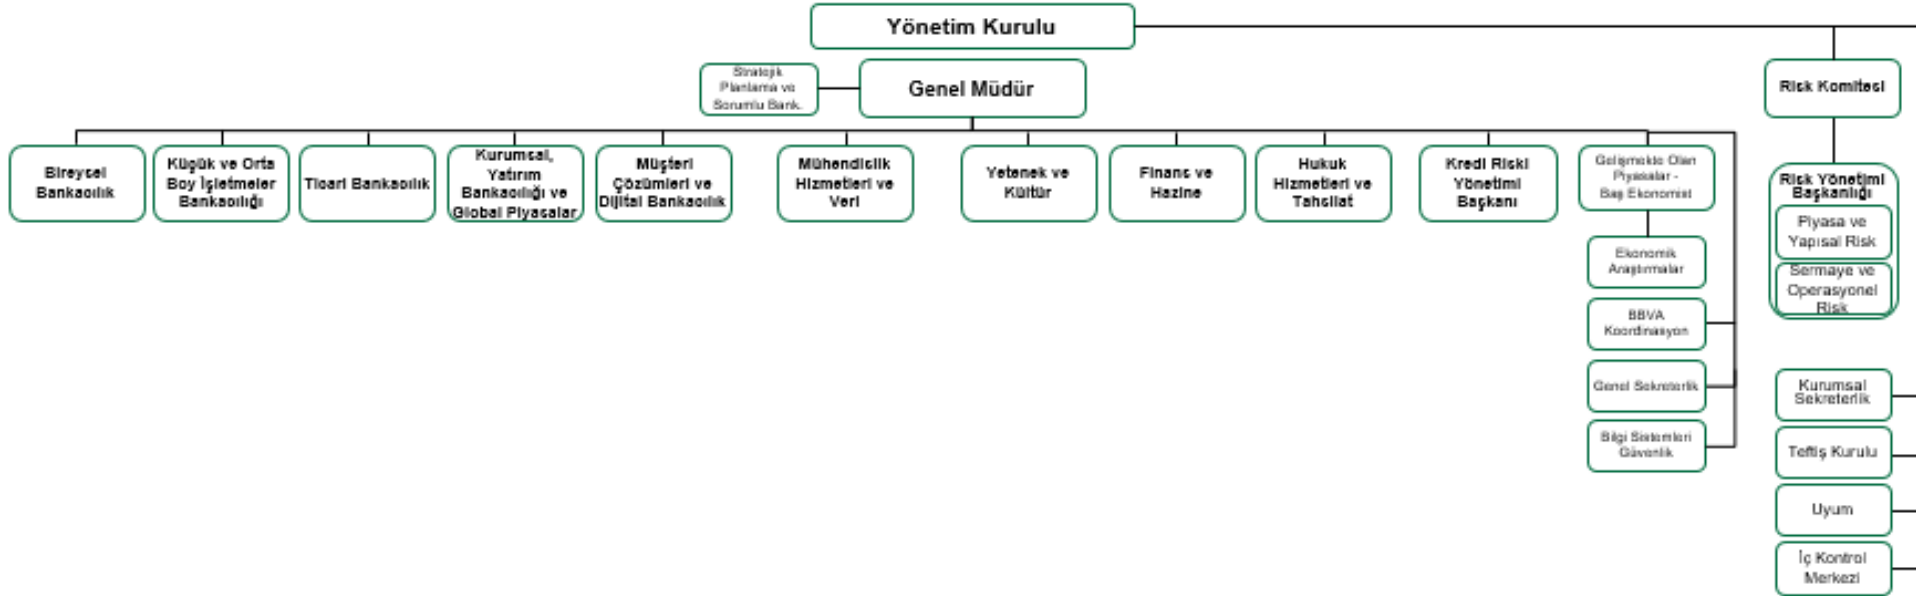 Yönetim Kurulu
Stratejik
Planlama ve
Sorumlu Bank.
Genel Müdür
Risk Komitesi
Bireysel
Bankacılık
Küçük ve Orta
Boy İşletmeler
Bankacılığı
Ticari Bankacılık
Kurumsal,
Yatırım
Bankacılığı ve
Global Piyasalar
Müşteri
Çözümleri ve
Dijital Bankacılık
Mühendislik
Hizmetleri ve
Veri
Yetenek ve
Kültür
Finans ve
Hazine
Hukuk
Hizmetleri ve
Tahsilat
Kredi Riski
Yönetimi
Başkanı
Gelişmekte Olan
Piyasalar -
Baş Ekonomist
Ekonomik
Araştırmalar
BBVA
Koordinasyon
Genel Sekreterlik
Bilgi Sistemleri
Güvenlik
Risk Yönetimi
Başkanlığı
Piyasa ve
Yapısal Risk
Sermaye ve
Operasyonel
Risk
Kurumsal
Sekreterlik
Teftiş Kurulu
Uyum
İç Kontrol
Merkezi